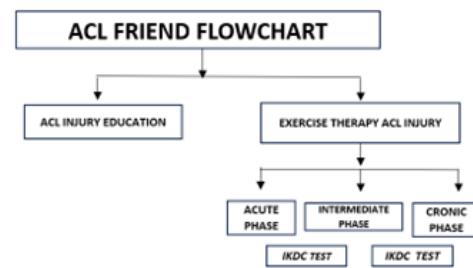 ACL FRIEND FLOWCHART
ACL INJURY EDUCATION
EXERCISE THERAPY ACL INJURY
ACUTE
PHASE
INTERMEDIATE
PHASE
CRONIC
PHASE
IKDC TEST
IKDC TEST